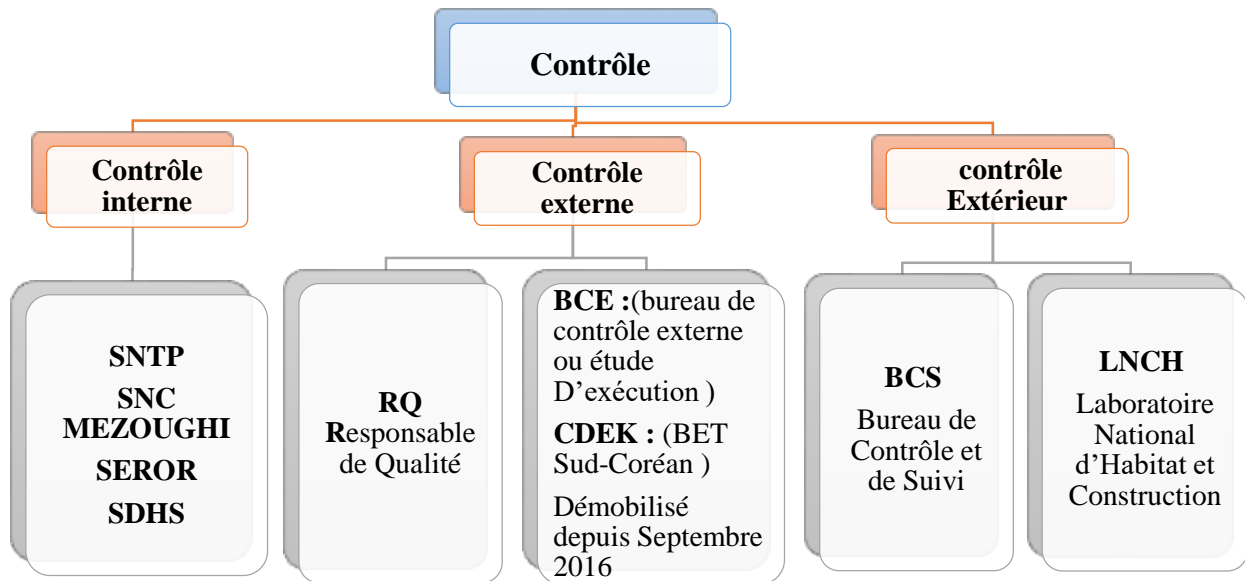 Contrôle
Contrôle
interne
Contrôle
externe
contrôle
Extérieur
SNTP
SNC
MEZOUGHI
SEROR
SDHS
RQ
Responsable
de Qualité
BCE :(bureau de
contrôle externe
ou étude
D’exécution )
CDEK : (BET
Sud-Coréan )
Démobilisé
depuis Septembre
2016
BCS
Bureau de
Contrôle et
de Suivi
LNCH
Laboratoire
National
d’Habitat et
Construction